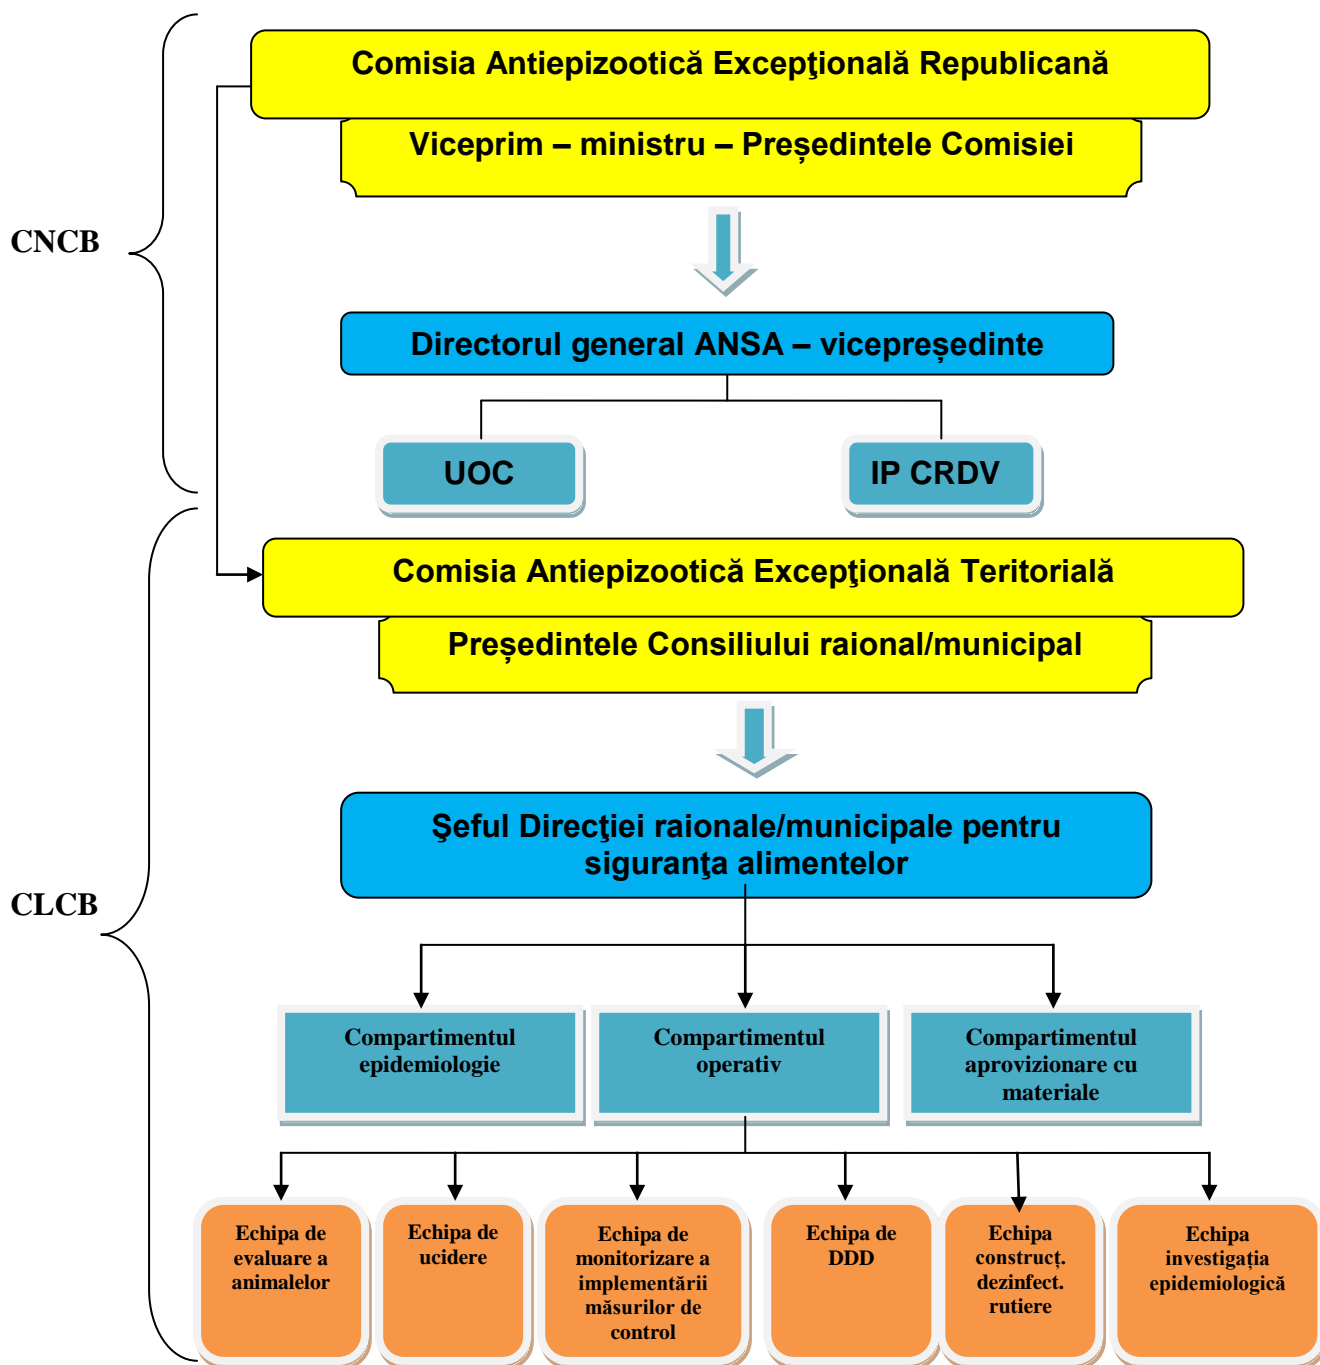 Comisia Antiepizootică Excepţională Republicană
Viceprim – ministru – Președintele Comisiei
CNCB
Directorul general ANSA – vicepreședinte
UOC
IP CRDV
Comisia Antiepizootică Excepţională Teritorială
Președintele Consiliului raional/municipal
Şeful Direcţiei raionale/municipale pentru
siguranţa alimentelor
CLCB
Compartimentul
epidemiologie
Compartimentul
operativ
Compartimentul
aprovizionare cu
materiale
Echipa de
evaluare a
animalelor
Echipa de
ucidere
Echipa de
monitorizare a
implementării
măsurilor de
control
Echipa de
DDD
Echipa
construcț.
dezinfect.
rutiere
Echipa
investigația
epidemiologică